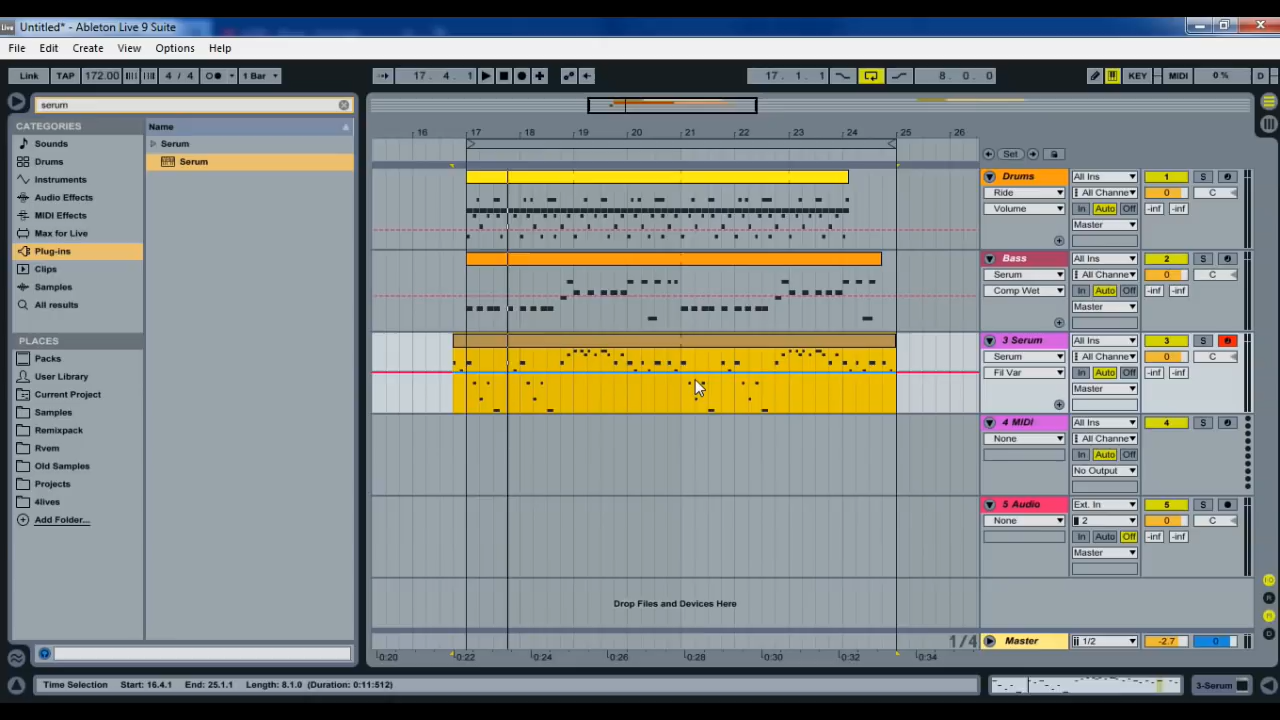 Live Untitled* - Ableton Live 9 Suite
File Edit Create View Options Help
Link TAP 172.00 4 / 4 1 Bar 17. 4. 1 17. 1. 1 8. 0. 0 KEY MIDI 0 % D
serum
CATEGORIES
Sounds
Drums
Instruments
Audio Effects
MIDI Effects
Max for Live
Plug-ins
Clips
Samples
All results
PLACES
Packs
User Library
Current Project
Samples
Remixpack
Rvem
Old Samples
Projects
4lives
Add Folder...
Name
Serum
Serum
16 17 18 19 20 21 22 23 24 25 26
Set
Drums All Ins 1 S
Ride All Channe 0 C
Volume In Auto Off -inf -inf
Master
Bass All Ins 2 S
Serum All Channe 0 C
Comp Wet In Auto Off -inf -inf
Master
3 Serum All Ins 3 S
Serum All Channe 0 C
Fil Var In Auto Off -inf -inf
Master
4 MIDI All Ins 4 S
None All Channe
In Auto Off
No Output
5 Audio Ext. In 5 S
None 2 0 C
In Auto Off -inf -inf
Master
Drop Files and Devices Here
1/4 Master 1/2 -2.7 0
0:20 0:22 0:24 0:26 0:28 0:30 0:32 0:34
Time Selection Start: 16.4.1 End: 25.1.1 Length: 8.1.0 (Duration: 0:11:512) 3-Serum